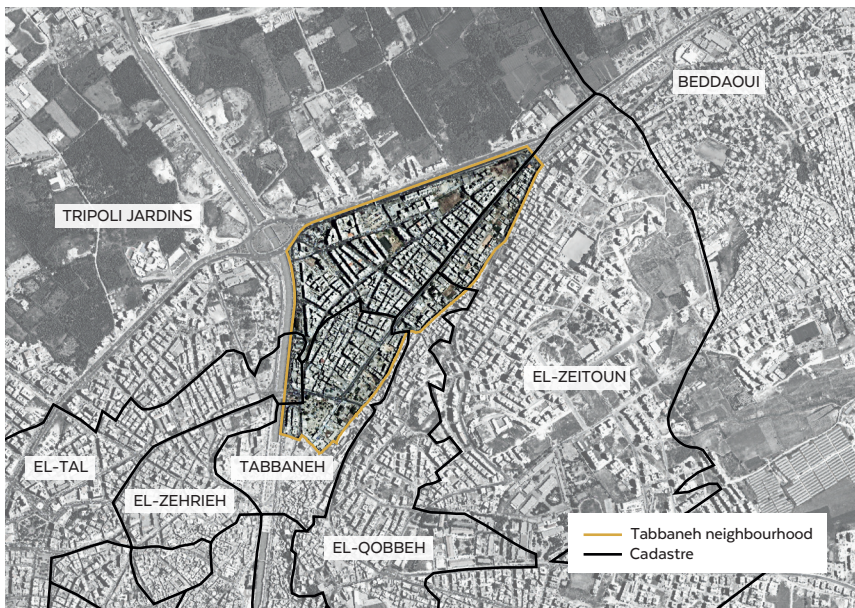 BEDDAOUI
TRIPOLI JARDINS
EL-ZEITOUN
EL-TAL
TABBANEH
EL-ZEHRIEH
EL-QOBBEH
Tabbaneh neighbourhood
Cadastre